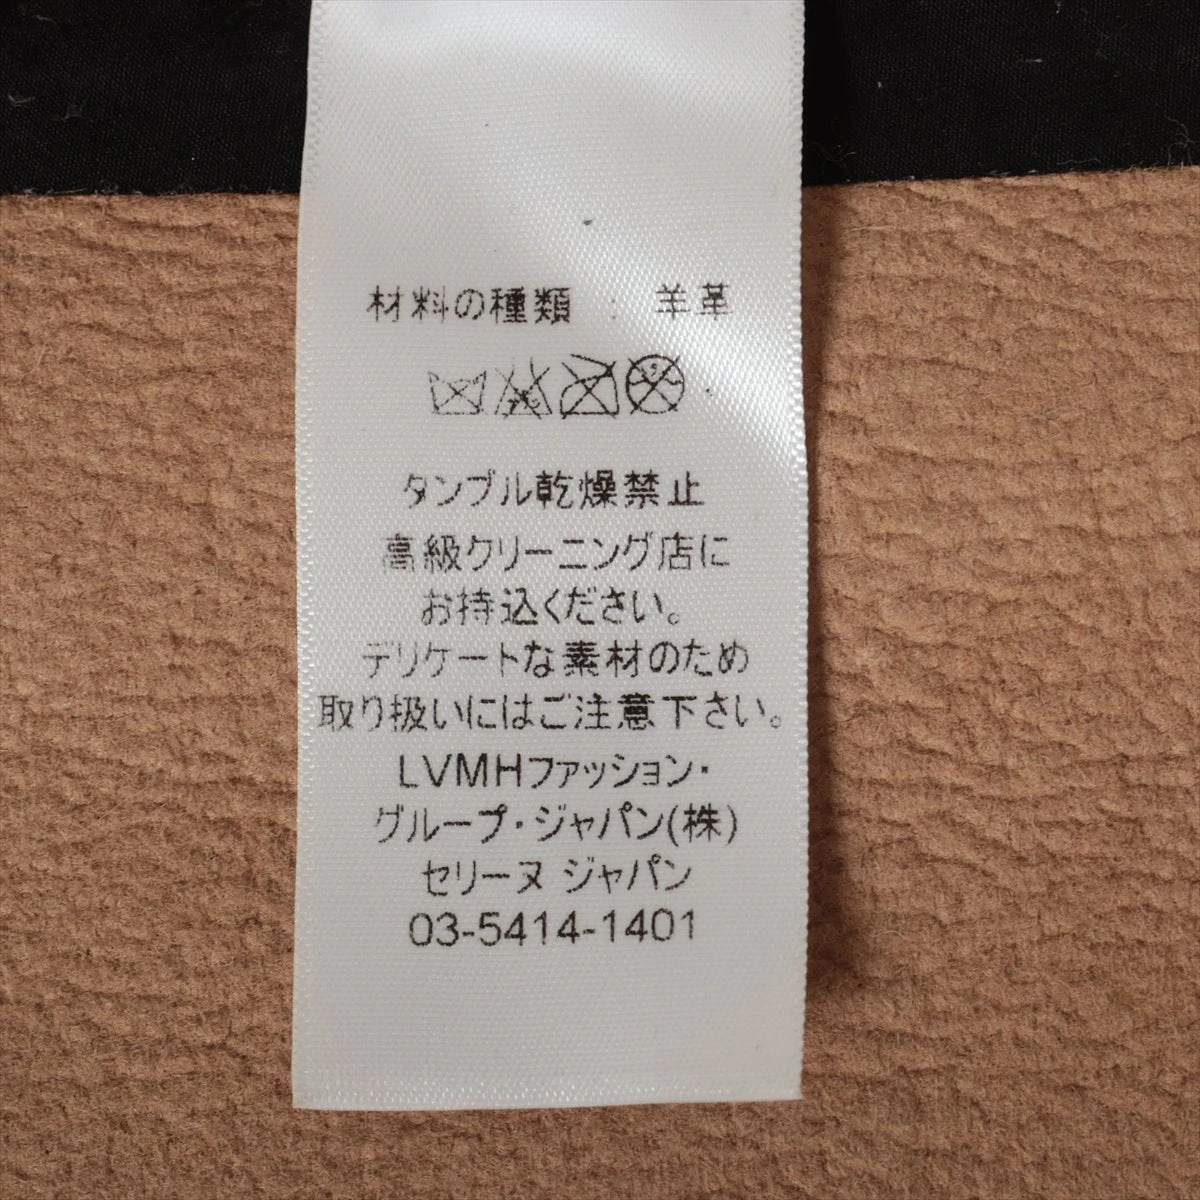 材料の種類 : 羊革
タンブル乾燥禁止
高級クリーニング店に
お持込ください。
デリケートな素材のため
取り扱いにはご注意下さい。
LVMHファッション・
グループ・ジャパン(株)
セリーヌ ジャパン
03-5414-1401